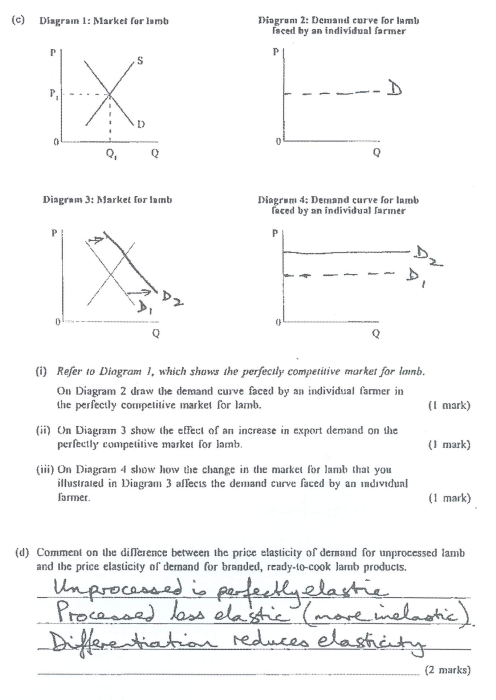 (c) Diagram 1: Market for lamb
Diagram 2: Demand curve for lamb
faced by an individual farmer
P
S
P₁
D
0
Q₁ Q
P
D
0
Q
Diagram 3: Market for lamb
Diagram 4: Demand curve for lamb
faced by an individual farmer
P
D₁ D₂
0
Q
P
D₂
D₁
0
Q
(i) Refer to Diagram 1, which shows the perfectly competitive market for lamb.
On Diagram 2 draw the demand curve faced by an individual farmer in
the perfectly competitive market for lamb. (1 mark)
(ii) On Diagram 3 show the effect of an increase in export demand on the
perfectly competitive market for lamb. (1 mark)
(iii) On Diagram 4 show how the change in the market for lamb that you
illustrated in Diagram 3 affects the demand curve faced by an individual
farmer. (1 mark)
(d) Comment on the difference between the price elasticity of demand for unprocessed lamb
and the price elasticity of demand for branded, ready-to-cook lamb products.
Unprocessed is perfectly elastic
Processed less elastic (more inelastic).
Differentiation reduces elasticity
(2 marks)